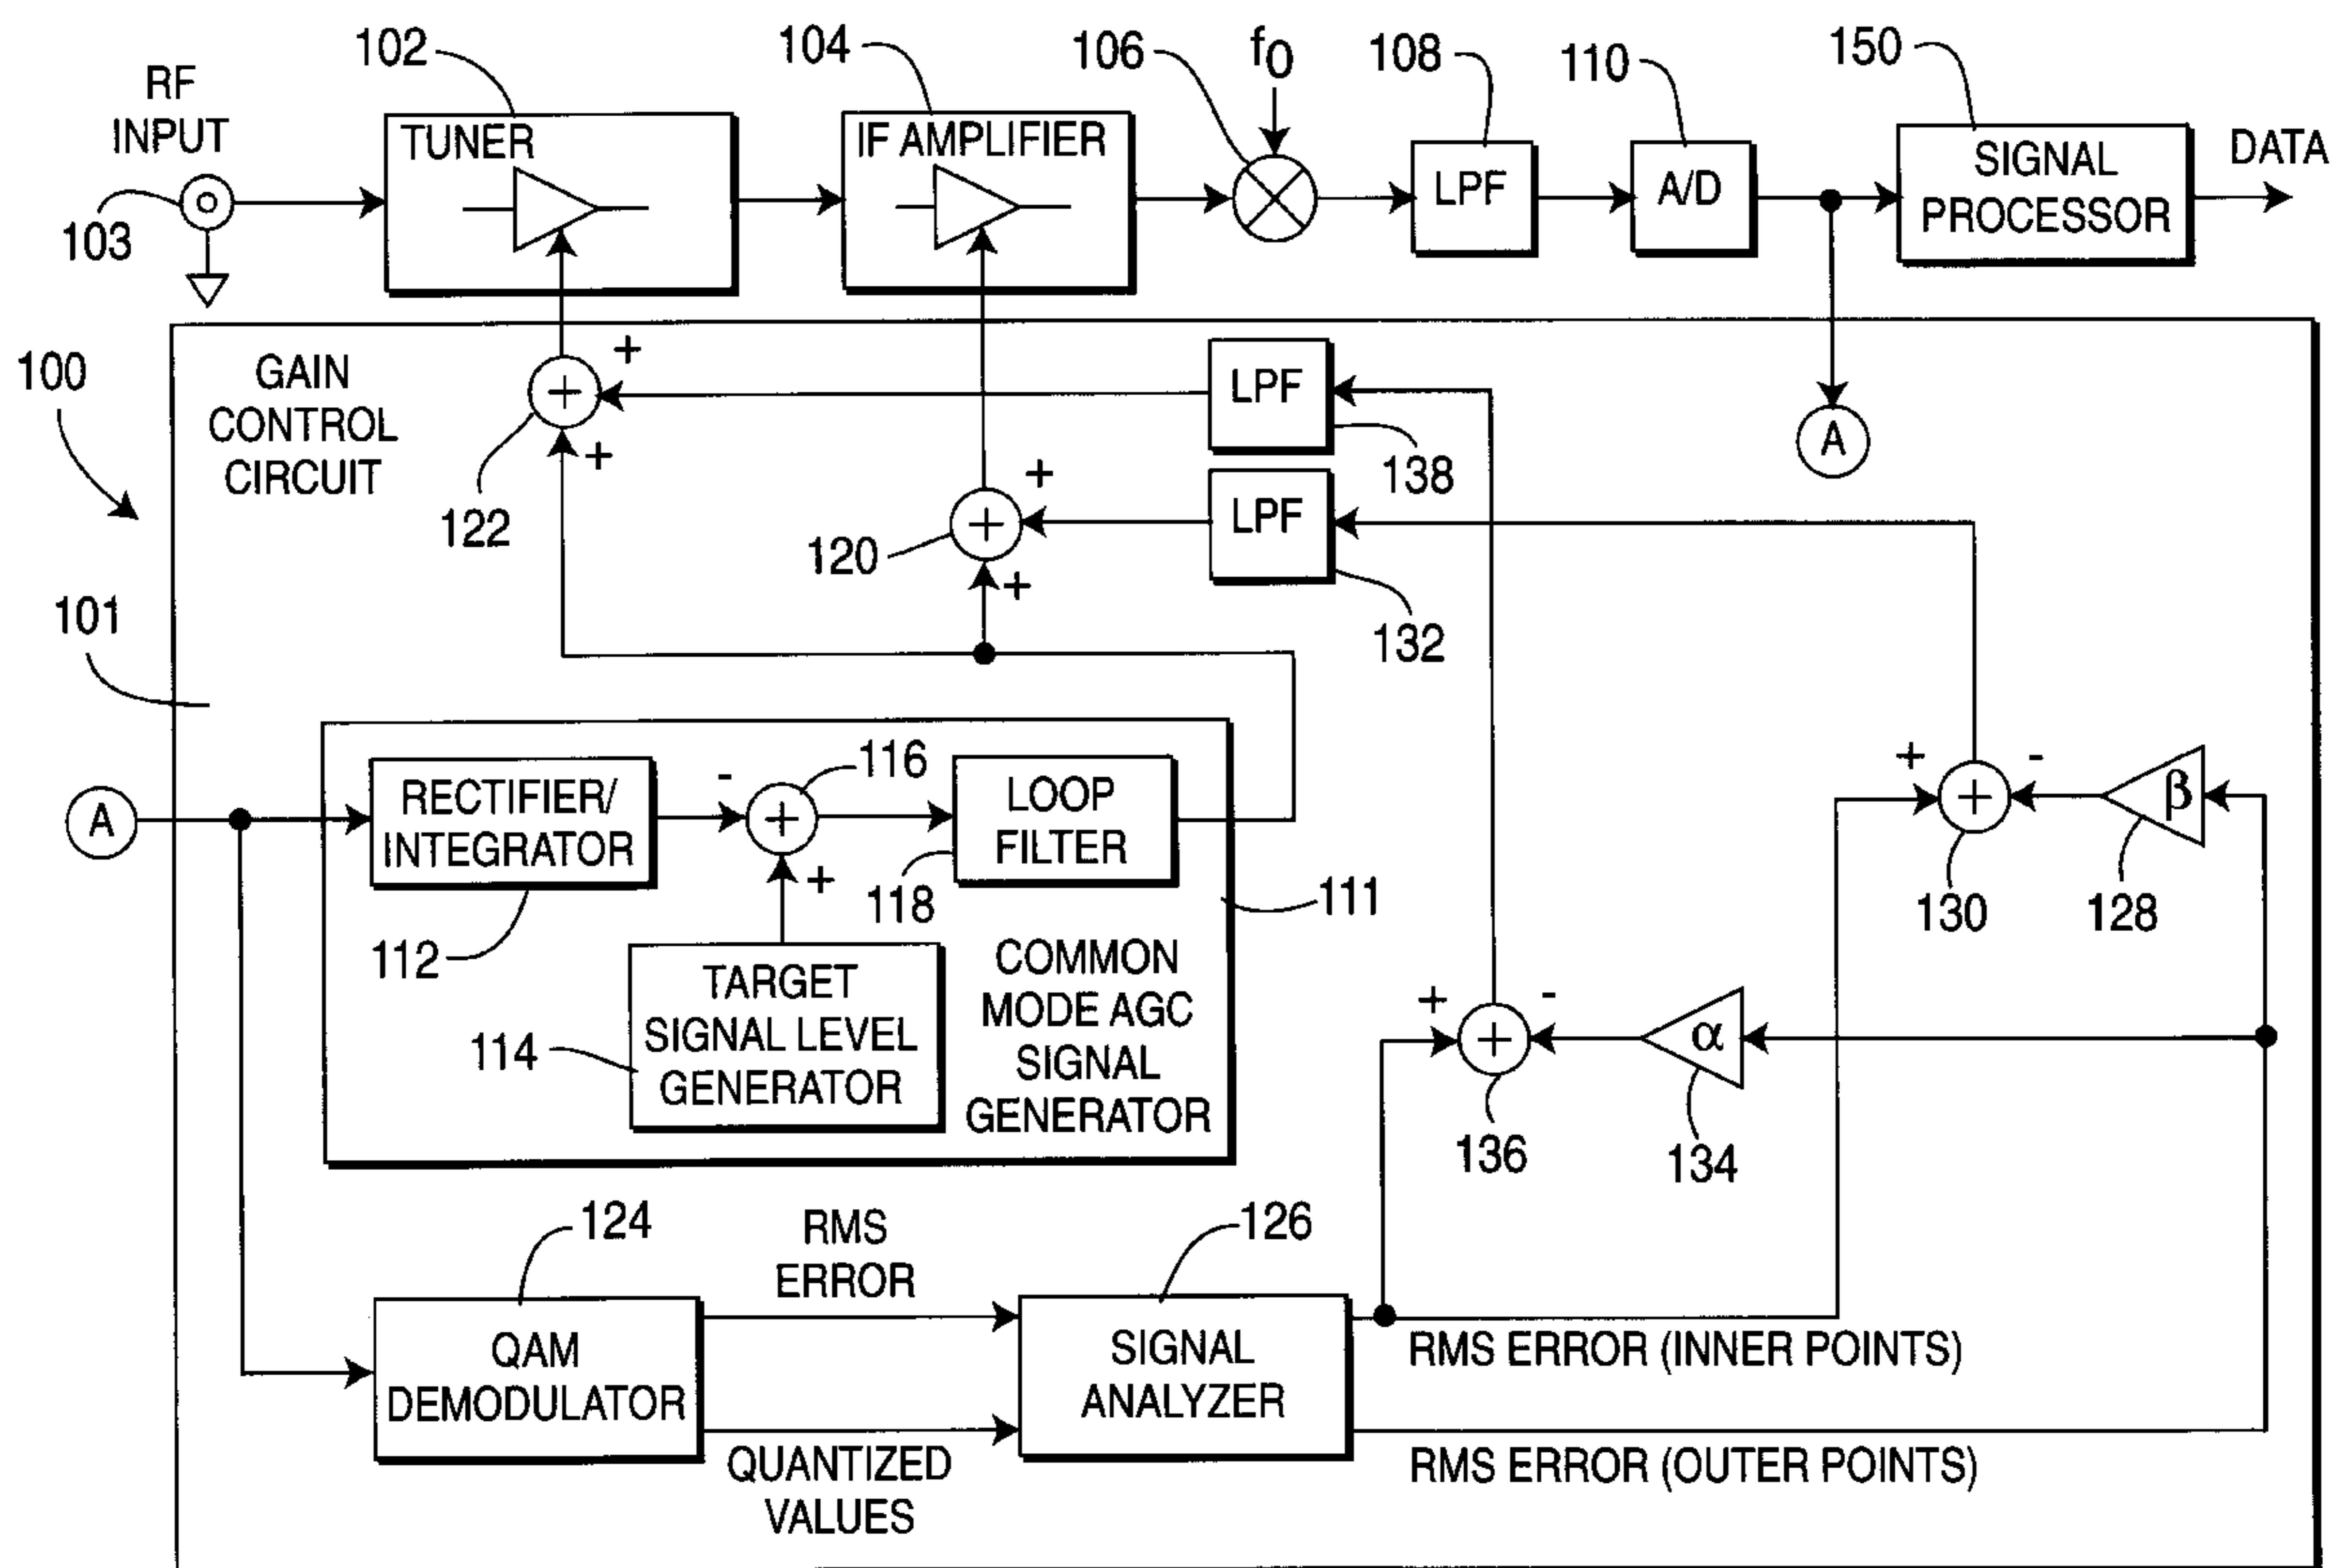 102
104
106
f0
108
110
150
RF
INPUT
TUNER
IF AMPLIFIER
LPF
A/D
SIGNAL
PROCESSOR
DATA
103
100
GAIN
CONTROL
CIRCUIT
+
+
122
LPF
138
A
+
+
+
120
LPF
132
+
101
A
RECTIFIER/
INTEGRATOR
112
-
+
116
+
LOOP
FILTER
118
111
TARGET
SIGNAL LEVEL
GENERATOR
114
COMMON
MODE AGC
SIGNAL
GENERATOR
+
-
+
130
β
128
+
-
+
136
α
134
124
RMS
ERROR
126
QAM
DEMODULATOR
QUANTIZED
VALUES
SIGNAL
ANALYZER
RMS ERROR (INNER POINTS)
RMS ERROR (OUTER POINTS)